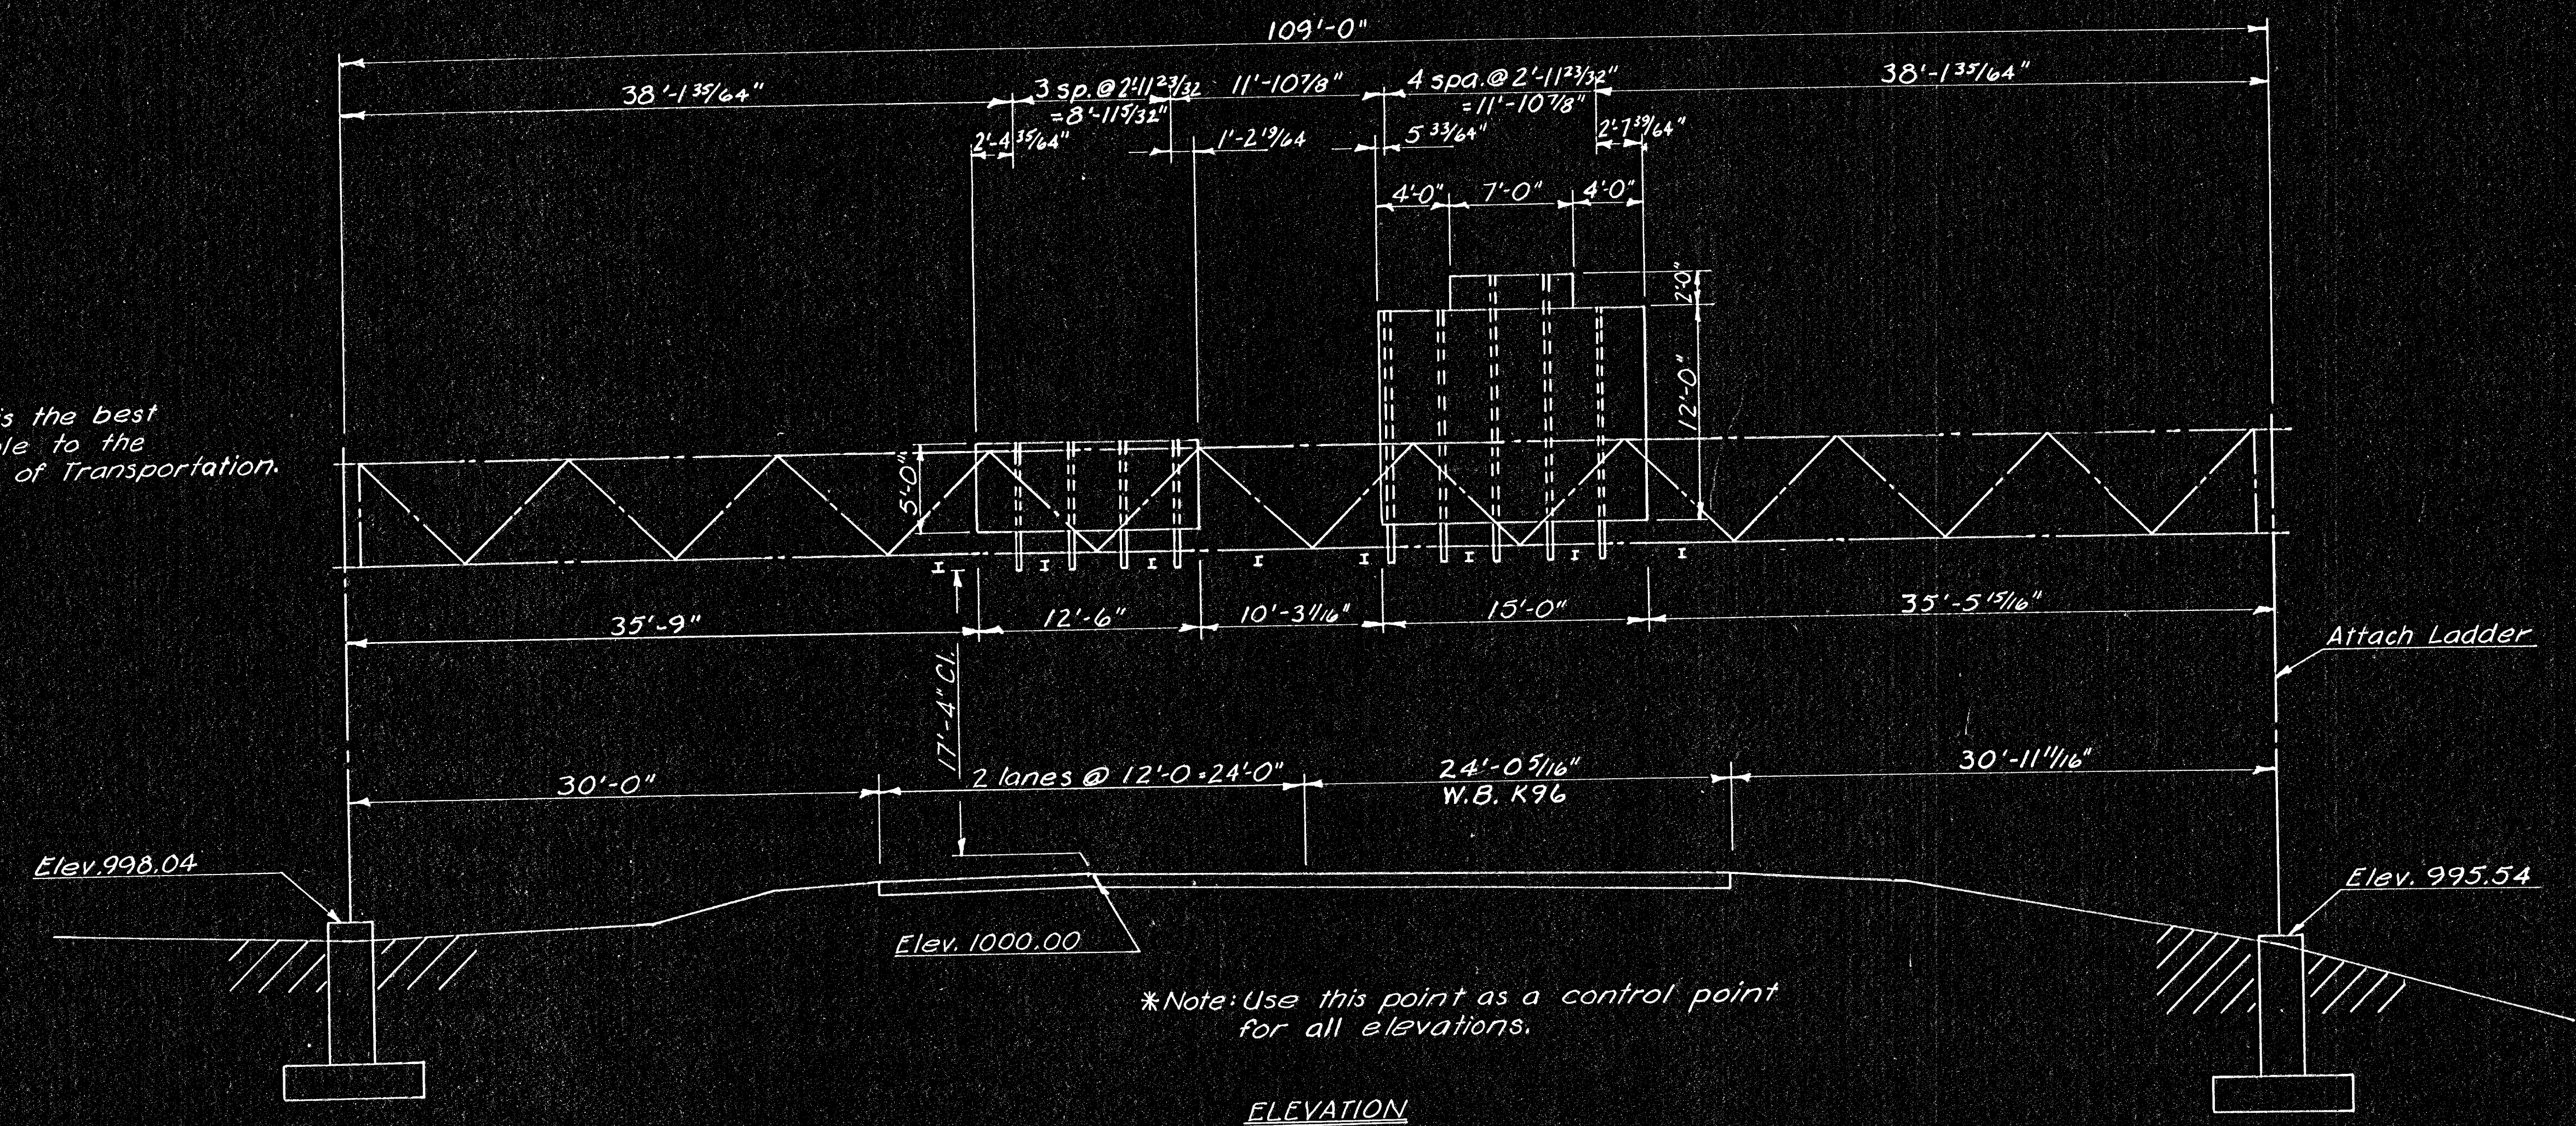 109'-0"
38'-1 35/64"
3 sp. @ 2'-11 23/32
= 8'-11 5/32"
11'-10 7/8"
4 spa. @ 2'-11 23/32"
= 11'-10 7/8"
38'-1 35/64"
2'-4 35/64"
1'-2 19/64
5 33/64"
2'-7 39/64"
4'-0"
7'-0"
4'-0"
2'-0"
12'-0"
5'-0"
is the best
le to the
of Transportation.
I
I
I
I
I
I
I
I
35'-9"
12'-6"
10'-3 1/16"
15'-0"
35'-5 15/16"
Attach Ladder
17'-4" Cl.
30'-0"
2 lanes @ 12'-0 = 24'-0"
24'-0 5/16"
W.B. K96
30'-11 11/16"
Elev. 998.04
Elev. 1000.00
Elev. 995.54
*Note: Use this point as a control point
for all elevations.
ELEVATION